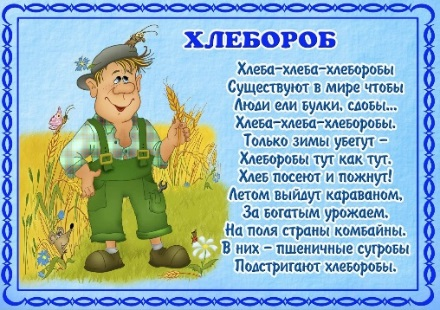 ХЛЕБОРОБ
Хлеба-хлеба-хлеборобы
Существуют в мире чтобы
Люди ели булки, сдобы...
Хлеба-хлеба-хлеборобы.
Только зимы убегут –
Хлеборобы тут как тут.
Хлеб посеют и пожнут!
Летом выйдут караваном,
За богатым урожаем,
На поля страны комбайны.
В них – пшеничные сугробы
Подстригают хлеборобы.